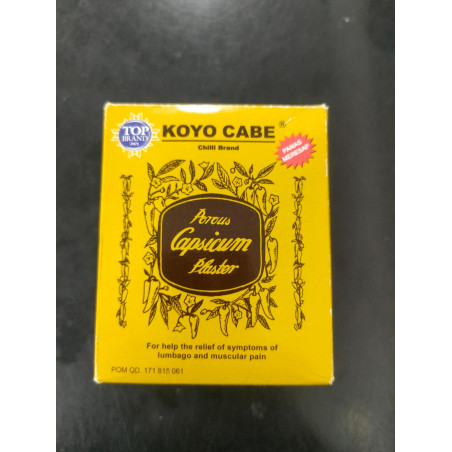 TOP
BRAND
KOYO CABE ®
Chilli Brand
PANAS
MERESAP
Porous
Capsicum
Plaster
For help the relief of symptoms of
lumbago and muscular pain
POM QD. 171 815 061